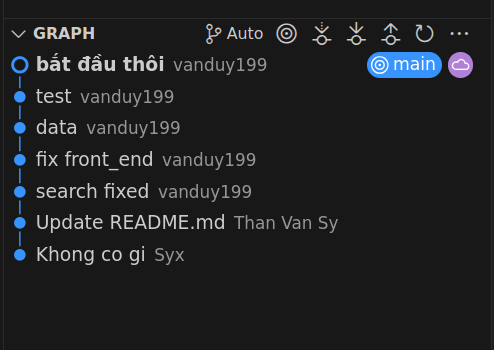 GRAPH Auto
bắt đầu thôi vanduy199 main
test vanduy199
data vanduy199
fix front_end vanduy199
search fixed vanduy199
Update README.md Than Van Sy
Khong co gi Syx